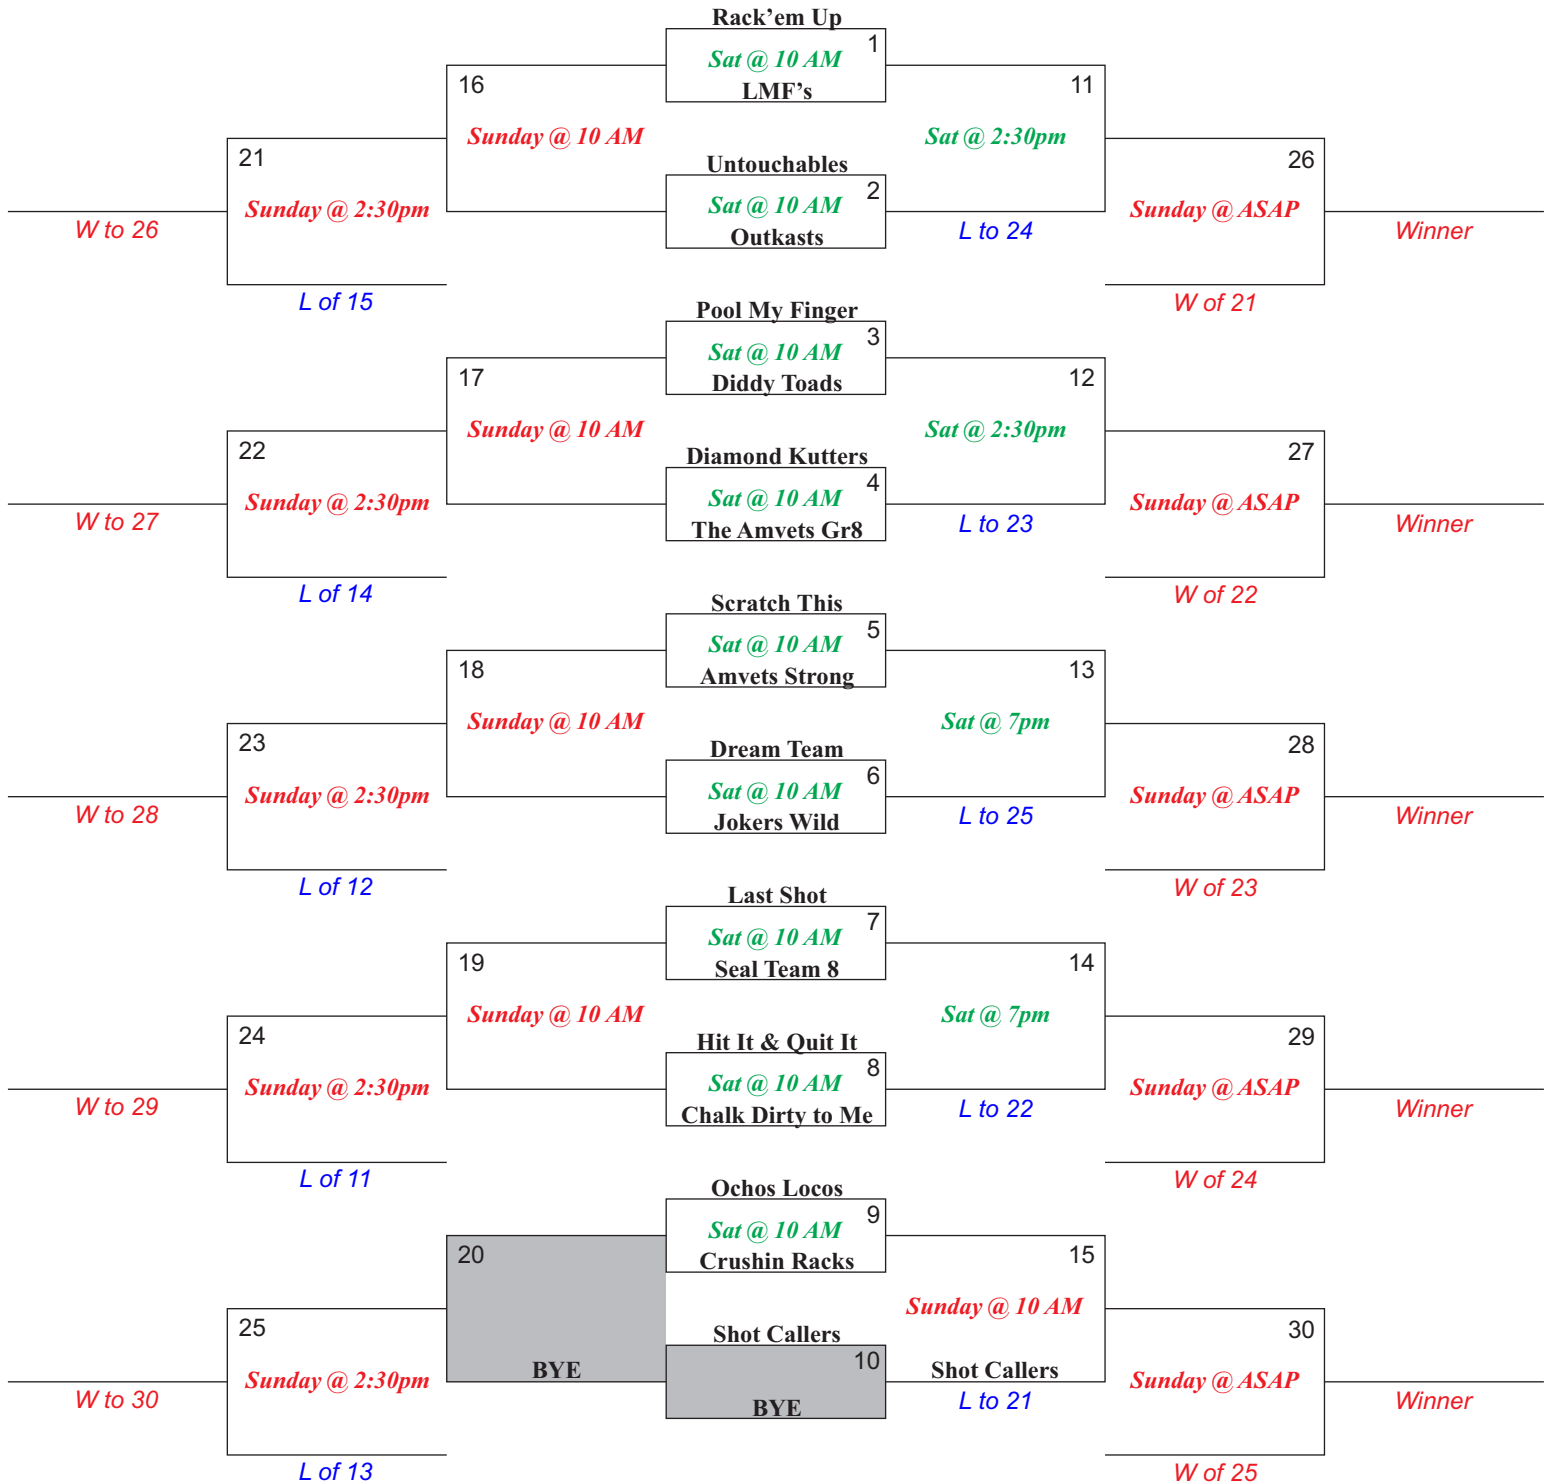 Rack'em Up
1
Sat @ 10 AM
LMF's
16
11
Sunday @ 10 AM
Sat @ 2:30pm
21
Untouchables
26
2
Sunday @ 2:30pm
Sat @ 10 AM
Sunday @ ASAP
W to 26
Outkasts
L to 24
Winner
L of 15
W of 21
Pool My Finger
3
Sat @ 10 AM
Diddy Toads
17
12
Sunday @ 10 AM
Sat @ 2:30pm
22
Diamond Kutters
27
4
Sunday @ 2:30pm
Sat @ 10 AM
Sunday @ ASAP
W to 27
The Amvets Gr8
L to 23
Winner
L of 14
W of 22
Scratch This
5
Sat @ 10 AM
Amvets Strong
18
13
Sunday @ 10 AM
Sat @ 7pm
23
Dream Team
28
6
Sunday @ 2:30pm
Sat @ 10 AM
Sunday @ ASAP
W to 28
Jokers Wild
L to 25
Winner
L of 12
W of 23
Last Shot
7
Sat @ 10 AM
Seal Team 8
19
14
Sunday @ 10 AM
Sat @ 7pm
24
Hit It & Quit It
29
8
Sunday @ 2:30pm
Sat @ 10 AM
Sunday @ ASAP
W to 29
Chalk Dirty to Me
L to 22
Winner
L of 11
W of 24
Ochos Locos
9
Sat @ 10 AM
Crushin Racks
20
15
Sunday @ 10 AM
25
Shot Callers
30
10
Sunday @ 2:30pm
BYE
Shot Callers
Sunday @ ASAP
W to 30
BYE
L to 21
Winner
L of 13
W of 25